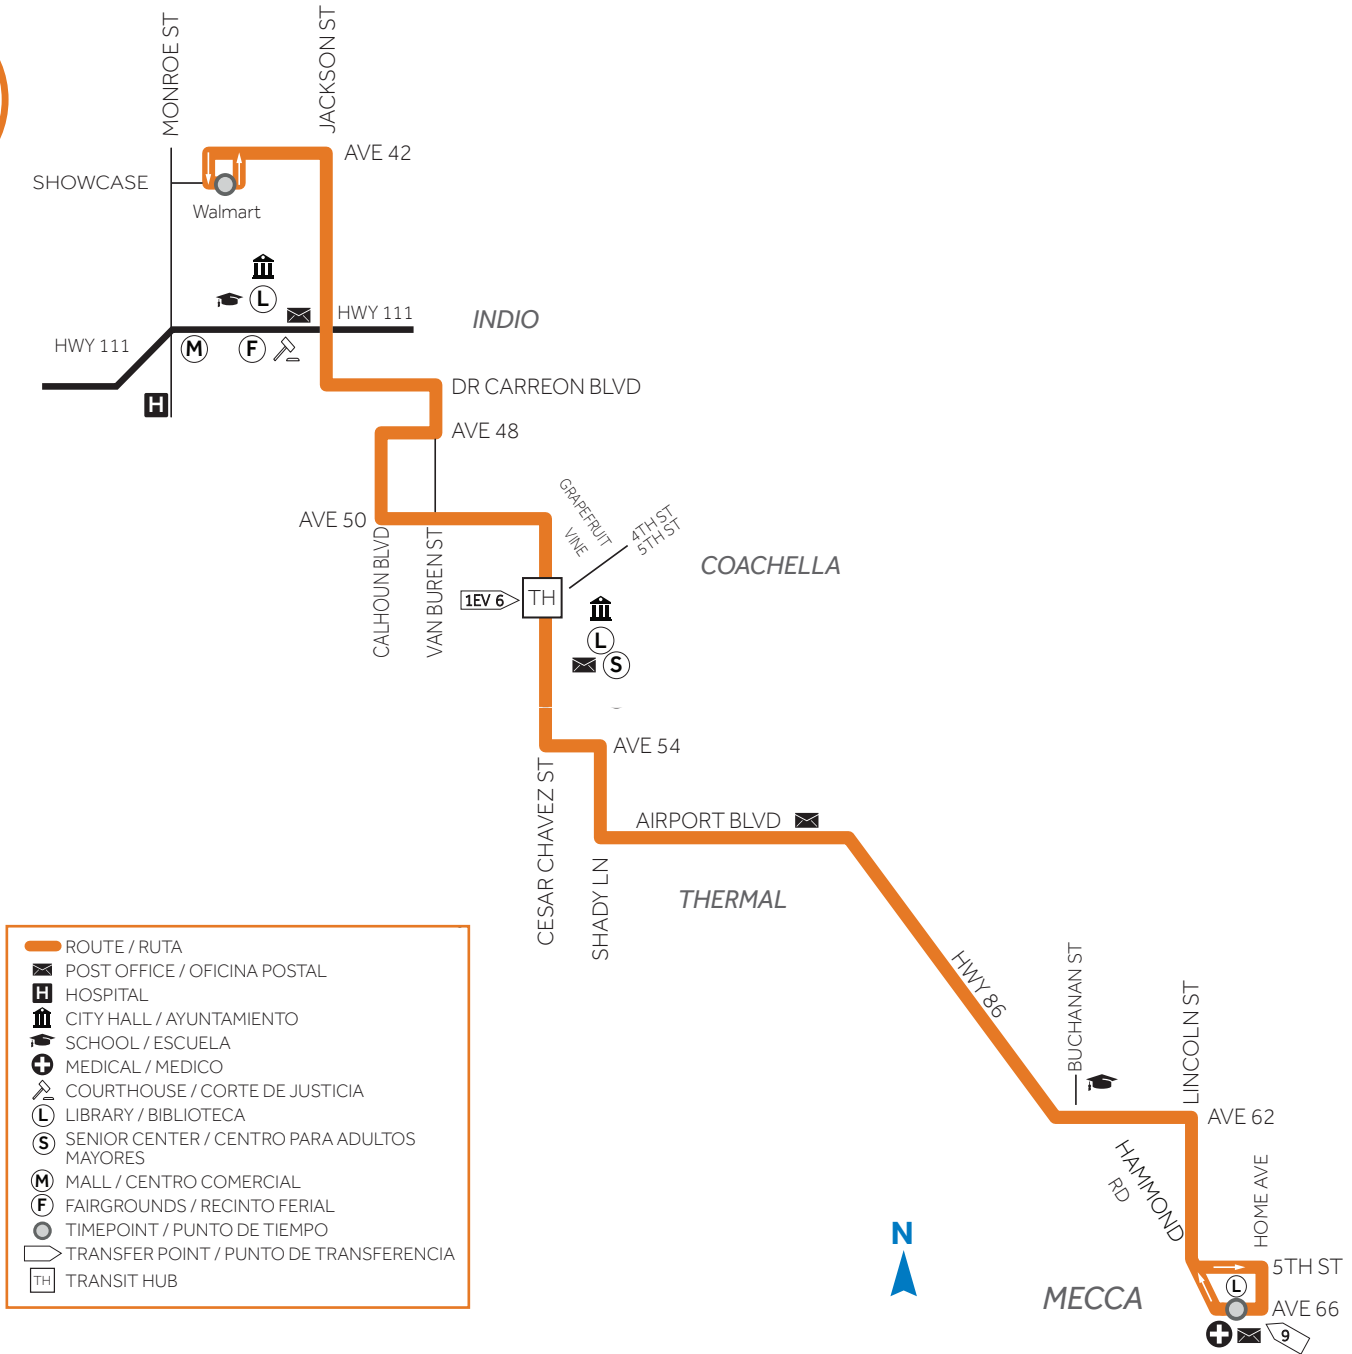 MONROE ST
JACKSON ST
AVE 42
SHOWCASE
Walmart
L
HWY 111
INDIO
HWY 111
M
F
H
DR CARREON BLVD
AVE 48
AVE 50
CALHOUN BLVD
VAN BUREN ST
GRAPEFRUIT
VINE
4TH ST
5TH ST
COACHELLA
1EV 6
TH
L
S
AVE 54
CESAR CHAVEZ ST
SHADY LN
AIRPORT BLVD
THERMAL
HWY 86
BUCHANAN ST
LINCOLN ST
AVE 62
HAMMOND
RD
HOME AVE
5TH ST
L
AVE 66
MECCA
9
N
ROUTE / RUTA
POST OFFICE / OFICINA POSTAL
H HOSPITAL
CITY HALL / AYUNTAMIENTO
SCHOOL / ESCUELA
MEDICAL / MEDICO
COURTHOUSE / CORTE DE JUSTICIA
L LIBRARY / BIBLIOTECA
S SENIOR CENTER / CENTRO PARA ADULTOS
MAYORES
M MALL / CENTRO COMERCIAL
F FAIRGROUNDS / RECINTO FERIAL
TIMEPOINT / PUNTO DE TIEMPO
TRANSFER POINT / PUNTO DE TRANSFERENCIA
TH TRANSIT HUB